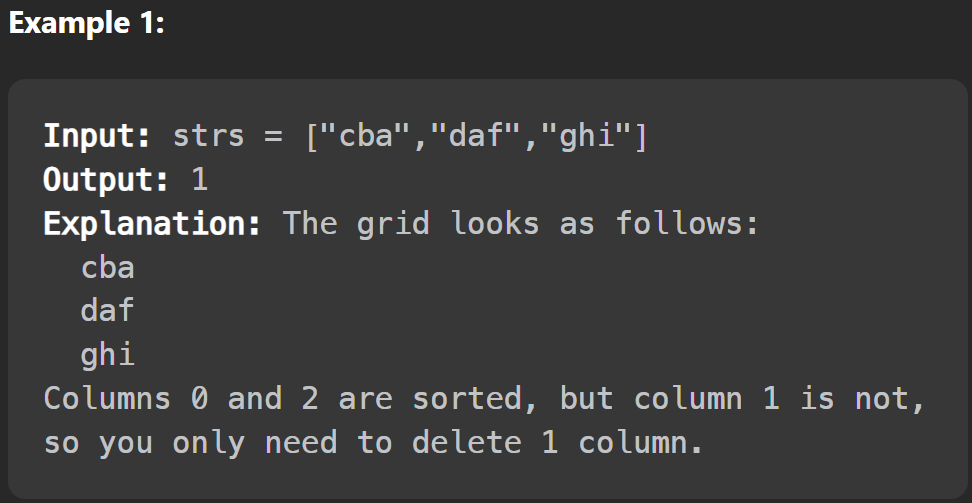 Example 1:
Input: strs = ["cba","daf","ghi"]
Output: 1
Explanation: The grid looks as follows:
cba
daf
ghi
Columns 0 and 2 are sorted, but column 1 is not,
so you only need to delete 1 column.